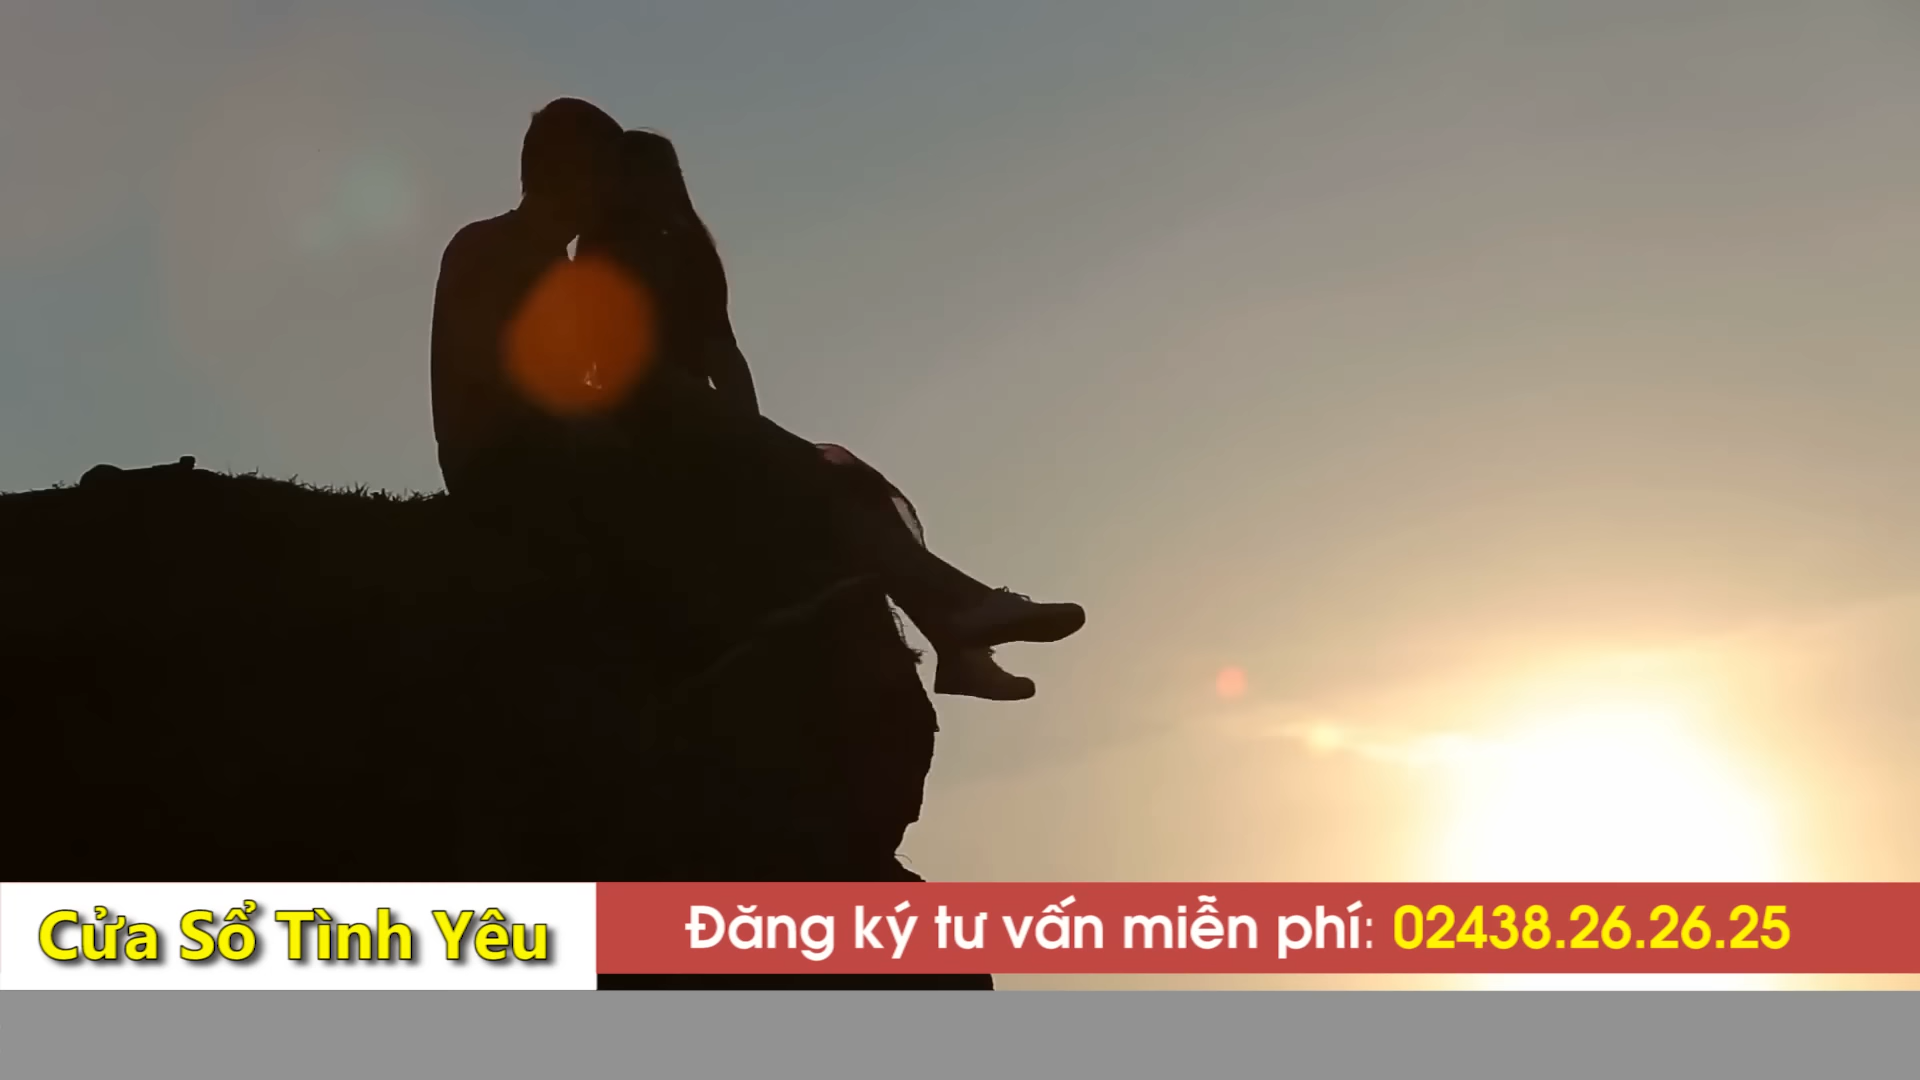 Cửa Sổ Tình Yêu
Đăng ký tư vấn miễn phí: 02438.26.26.25